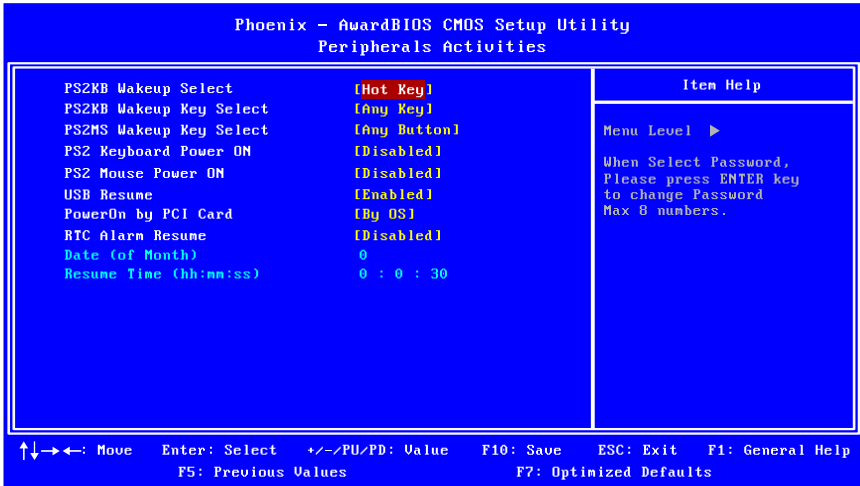 Phoenix – AwardBIOS CMOS Setup Utility
Peripherals Activities
PS2KB Wakeup Select [Hot Key]
PS2KB Wakeup Key Select [Any Key]
PS2MS Wakeup Key Select [Any Button]
PS2 Keyboard Power ON [Disabled]
PS2 Mouse Power ON [Disabled]
USB Resume [Enabled]
PowerOn by PCI Card [By OS]
RTC Alarm Resume [Disabled]
Date (of Month) 0
Resume Time (hh:mm:ss) 0 : 0 : 30
Item Help
Menu Level ▶
When Select Password,
Please press ENTER key
to change Password
Max 8 numbers.
↑↓→←: Move Enter: Select +/-/PU/PD: Value F10: Save ESC: Exit F1: General Help
F5: Previous Values F7: Optimized Defaults